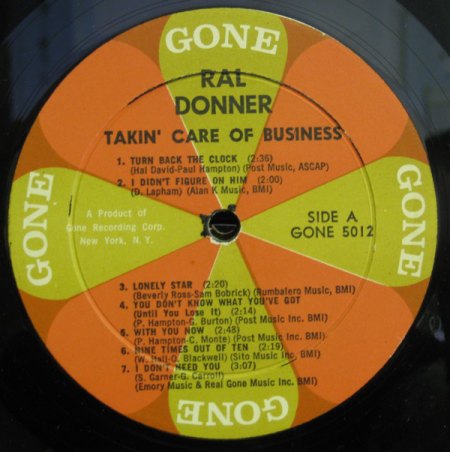 GONE
RAL
DONNER
TAKIN' CARE OF BUSINESS
1. TURN BACK THE CLOCK (2:36)
(Hal David-Paul Hampton) (Post Music, ASCAP)
2. I DIDN'T FIGURE ON HIM (2:00)
(D. Lapham) (Alan K Music, BMI)
GONE
A Product of
Gone Recording Corp.
New York, N. Y.
SIDE A
GONE 5012
GONE
3. LONELY STAR (2:20)
(Beverly Ross-Sam Bobrick) (Rumbalero Music, BMI)
4. YOU DON'T KNOW WHAT YOU'VE GOT
(Until You Lose It) (2:14)
(P. Hampton-G. Burton) (Post Music Inc. BMI)
5. WITH YOU NOW (2:48)
(P. Hampton-C. Monte) (Post Music Inc. BMI)
6. NINE TIMES OUT OF TEN (2:19)
(W. Hall-O. Blackwell) (Sito Music Inc. BMI)
7. I DON'T NEED YOU (3:07)
(S. Garner-G. Carroll)
(Emory Music & Real Gone Music Inc. BMI)
GONE